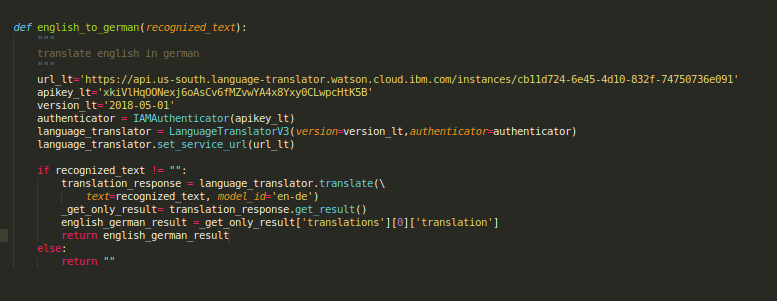 def english_to_german(recognized_text):
"""
translate english in german
"""
url_lt='https://api.us-south.language-translator.watson.cloud.ibm.com/instances/cb11d724-6e45-4d10-832f-74750736e091'
apikey_lt='xkiVlHqOONexj6oAsCv6fMZvwYA4x8Yxy0CLwpcHtK5B'
version_lt='2018-05-01'
authenticator = IAMAuthenticator(apikey_lt)
language_translator = LanguageTranslatorV3(version=version_lt,authenticator=authenticator)
language_translator.set_service_url(url_lt)
if recognized_text != "":
translation_response = language_translator.translate(\
text=recognized_text, model_id='en-de')
_get_only_result= translation_response.get_result()
english_german_result =_get_only_result['translations'][0]['translation']
return english_german_result
else:
return ""